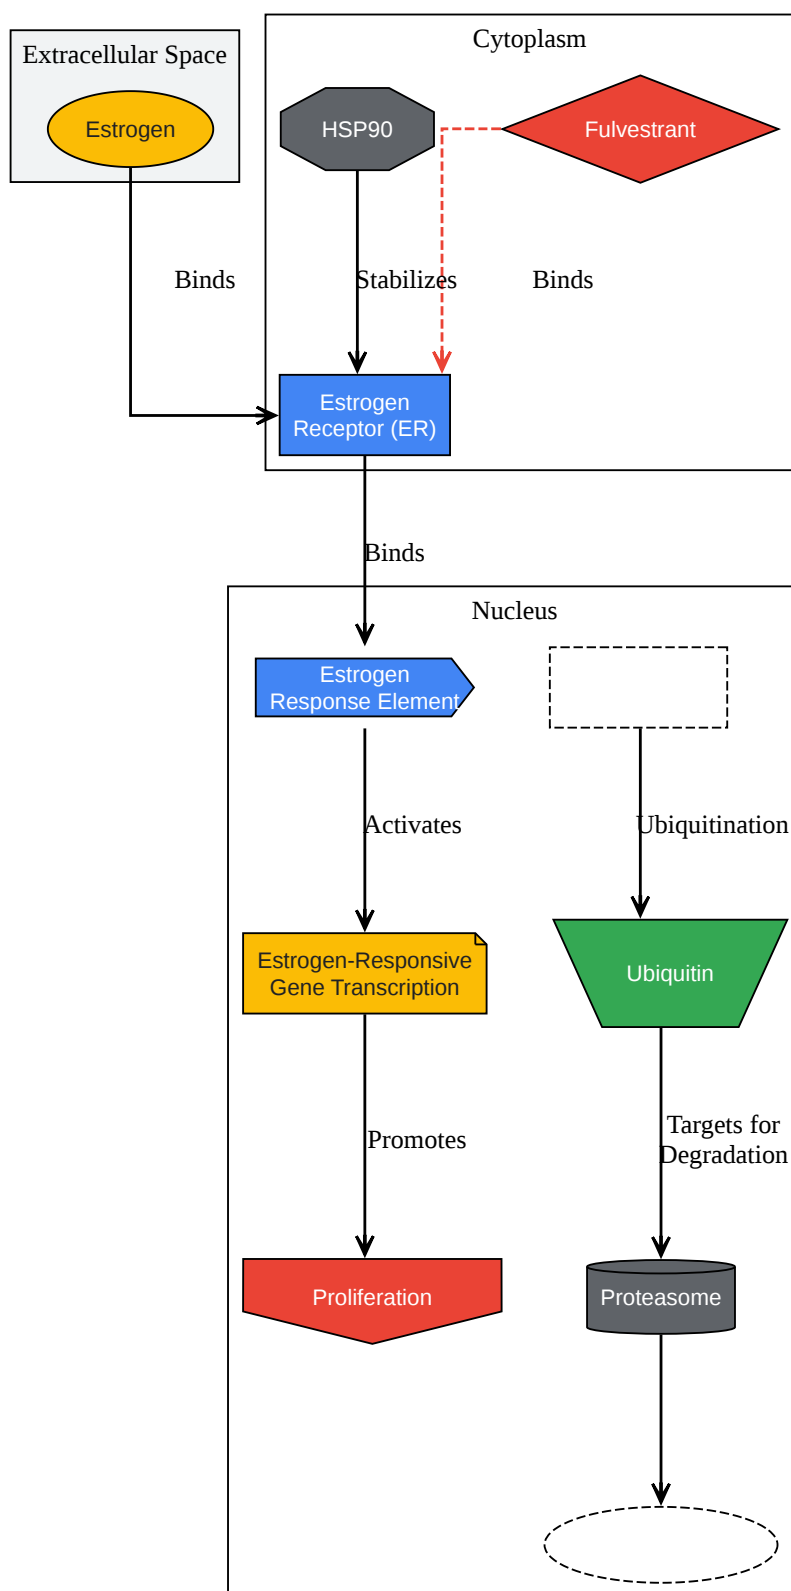 Extracellular Space
Cytoplasm
Estrogen
HSP90
Fulvestrant
Binds
Stabilizes
Binds
Estrogen
Receptor (ER)
Binds
Nucleus
Estrogen
Response Element
Activates
Ubiquitination
Estrogen-Responsive
Gene Transcription
Ubiquitin
Promotes
Targets for
Degradation
Proliferation
Proteasome